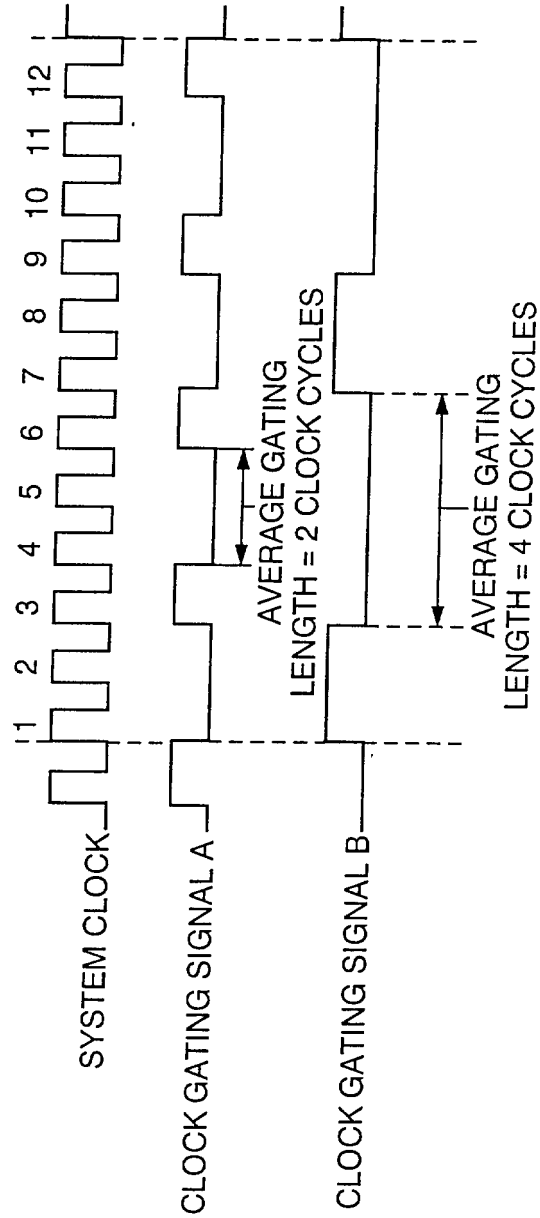 1 2 3 4 5 6 7 8 9 10 11 12
SYSTEM CLOCK
CLOCK GATING SIGNAL A
AVERAGE GATING
LENGTH = 2 CLOCK CYCLES
CLOCK GATING SIGNAL B
AVERAGE GATING
LENGTH = 4 CLOCK CYCLES